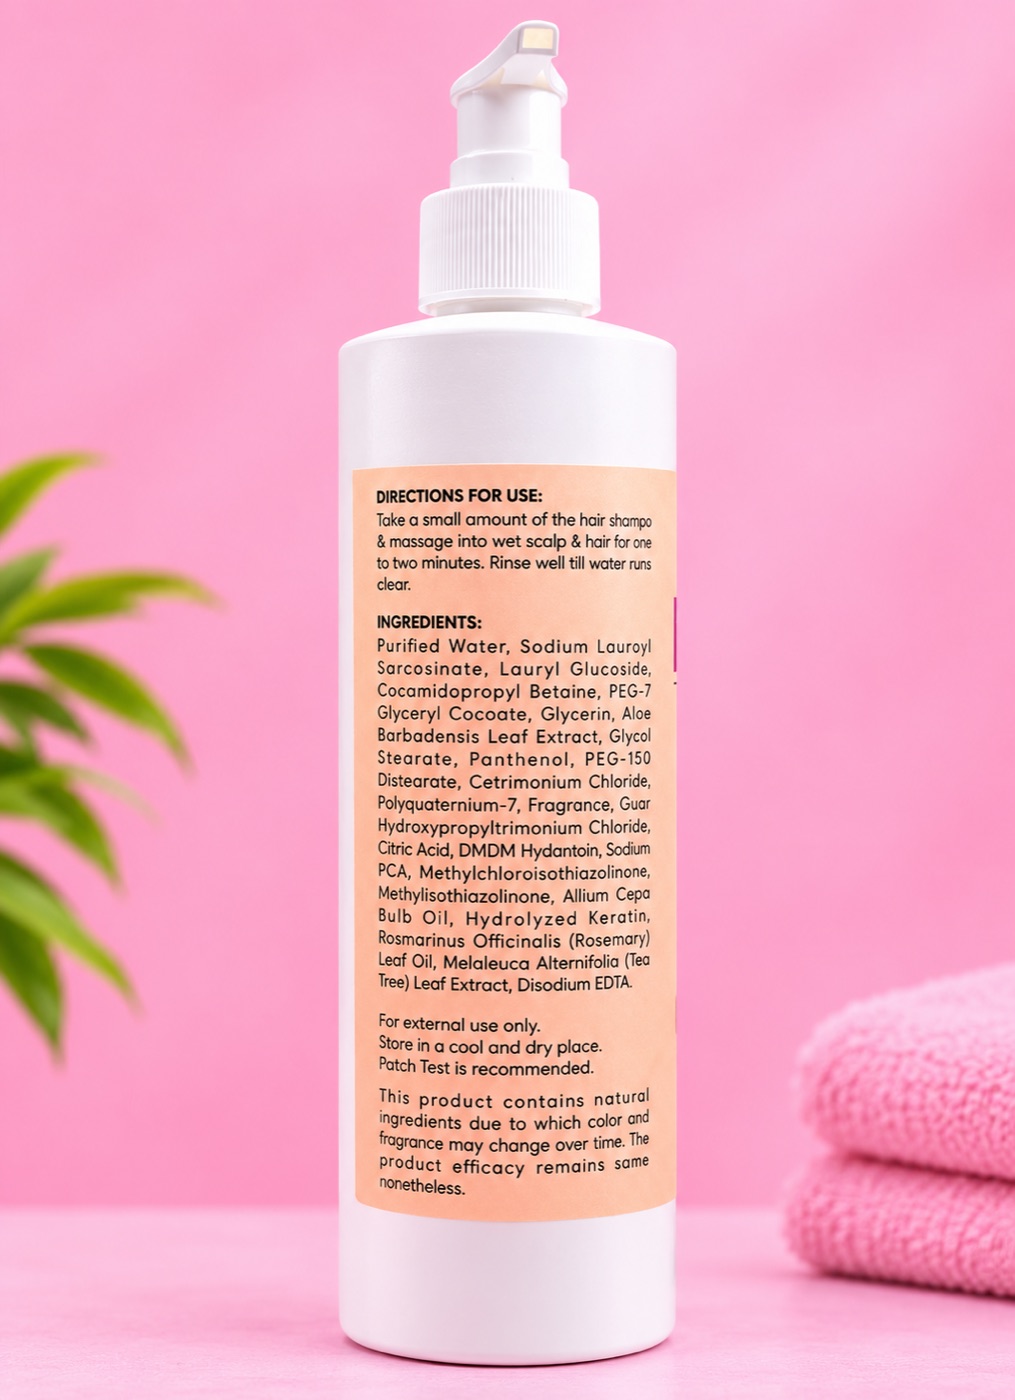 DIRECTIONS FOR USE:
Take a small amount of the hair shampo
& massage into wet scalp & hair for one
to two minutes. Rinse well till water runs
clear.
INGREDIENTS:
Purified Water, Sodium Lauroyl
Sarcosinate, Lauryl Glucoside,
Cocamidopropyl Betaine, PEG-7
Glyceryl Cocoate, Glycerin, Aloe
Barbadensis Leaf Extract, Glycol
Stearate, Panthenol, PEG-150
Distearate, Cetrimonium Chloride,
Polyquaternium-7, Fragrance, Guar
Hydroxypropyltrimonium Chloride,
Citric Acid, DMDM Hydantoin, Sodium
PCA, Methylchloroisothiazolinone,
Methylisothiazolinone, Allium Cepa
Bulb Oil, Hydrolyzed Keratin,
Rosmarinus Officinalis (Rosemary)
Leaf Oil, Melaleuca Alternifolia (Tea
Tree) Leaf Extract, Disodium EDTA.
For external use only.
Store in a cool and dry place.
Patch Test is recommended.
This product contains natural
ingredients due to which color and
fragrance may change over time. The
product efficacy remains same
nonetheless.